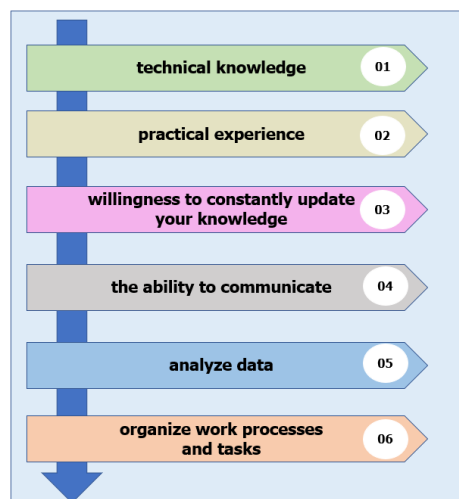 technical knowledge 01
practical experience 02
willingness to constantly update
your knowledge 03
the ability to communicate 04
analyze data 05
organize work processes
and tasks 06